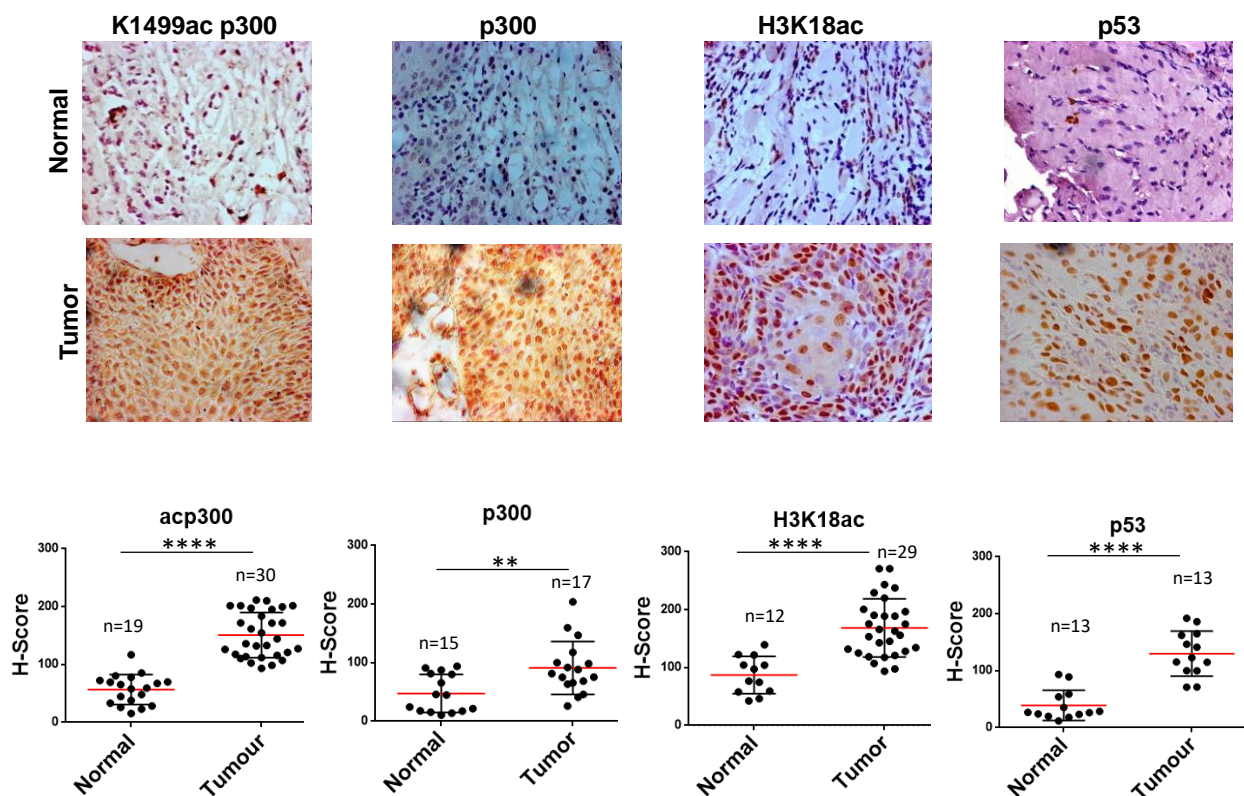 K1499ac p300
p300
H3K18ac
p53
Normal
Tumor
acp300
H-Score
300
200
100
0
n=19
****
n=30
Normal
Tumour
p300
H-Score
300
200
100
0
n=15
**
n=17
Normal
Tumor
H3K18ac
H-Score
300
200
100
0
n=12
****
n=29
Normal
Tumour
p53
H-Score
300
200
100
0
n=13
****
n=13
Normal
Tumour